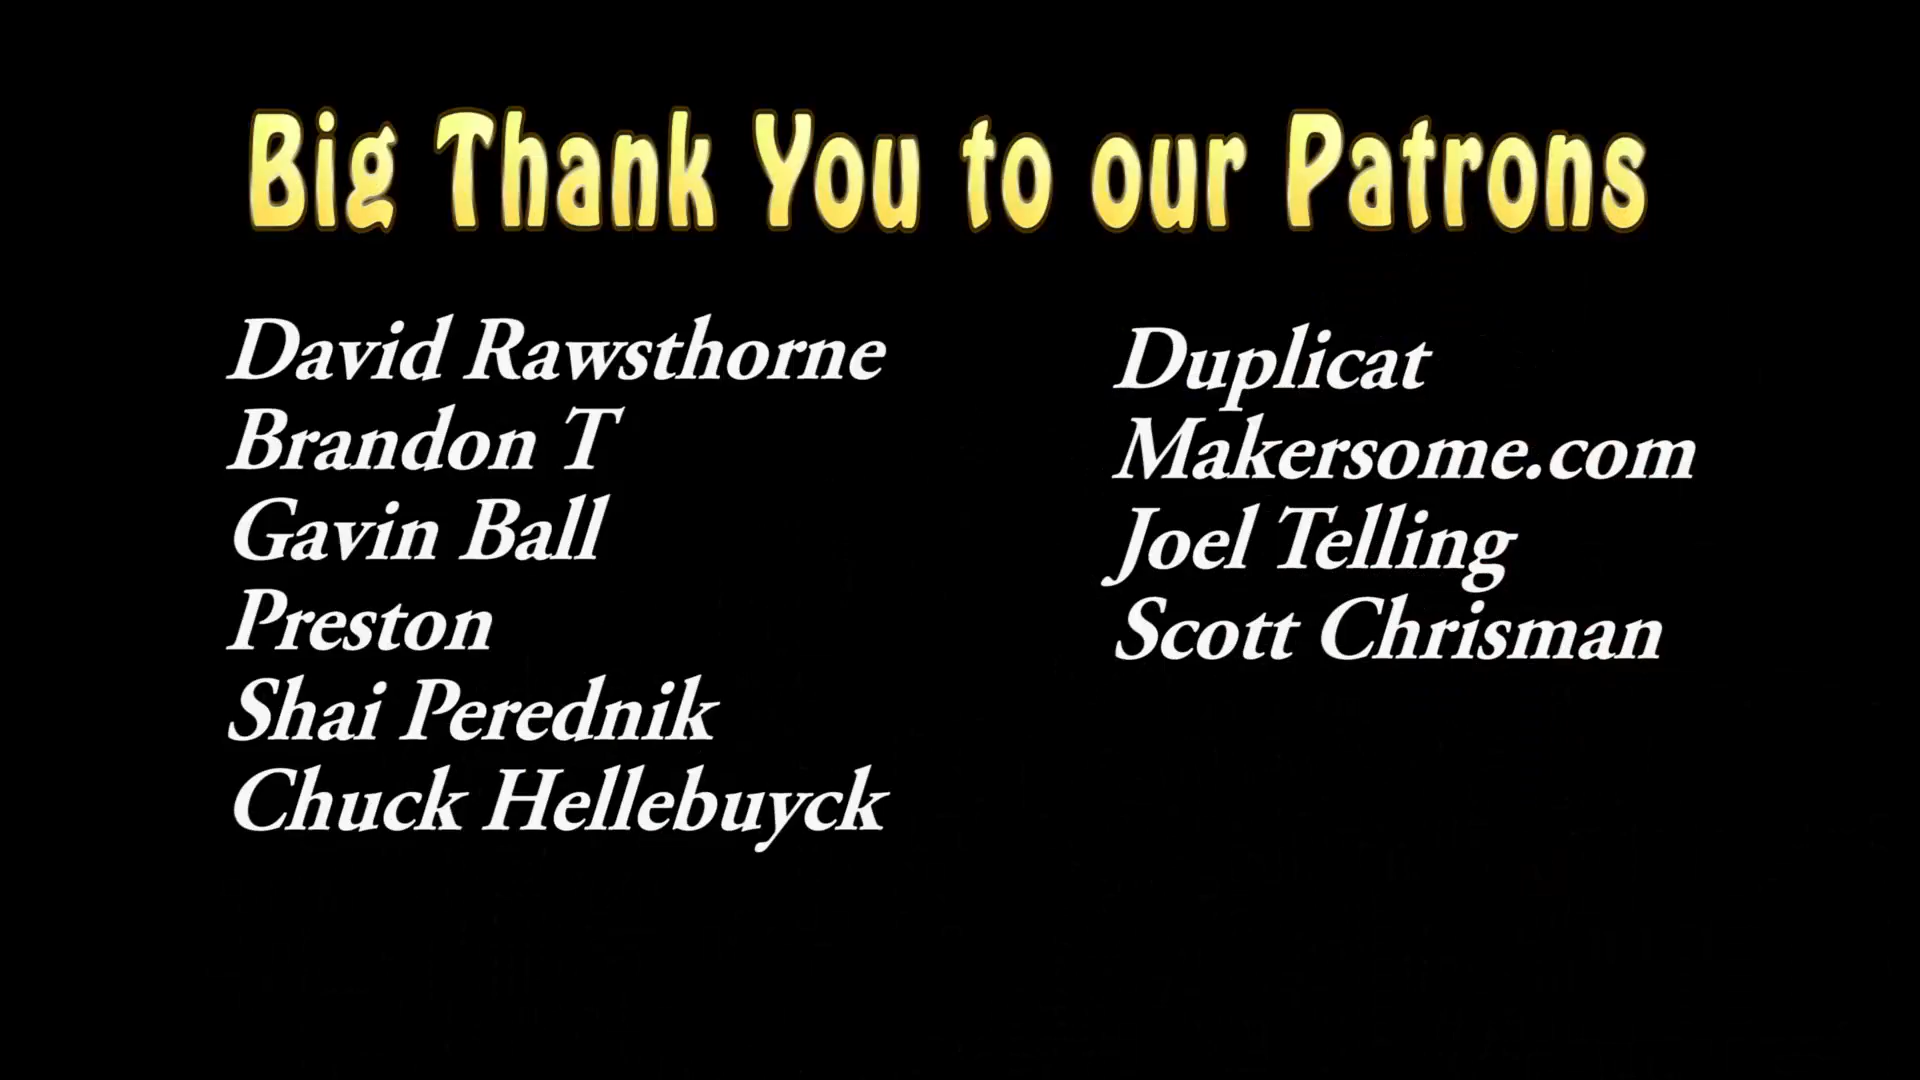 Big Thank You to our Patrons
David Rawsthorne
Brandon T
Gavin Ball
Preston
Shai Perednik
Chuck Hellebuyck
Duplicat
Makersome.com
Joel Telling
Scott Chrisman